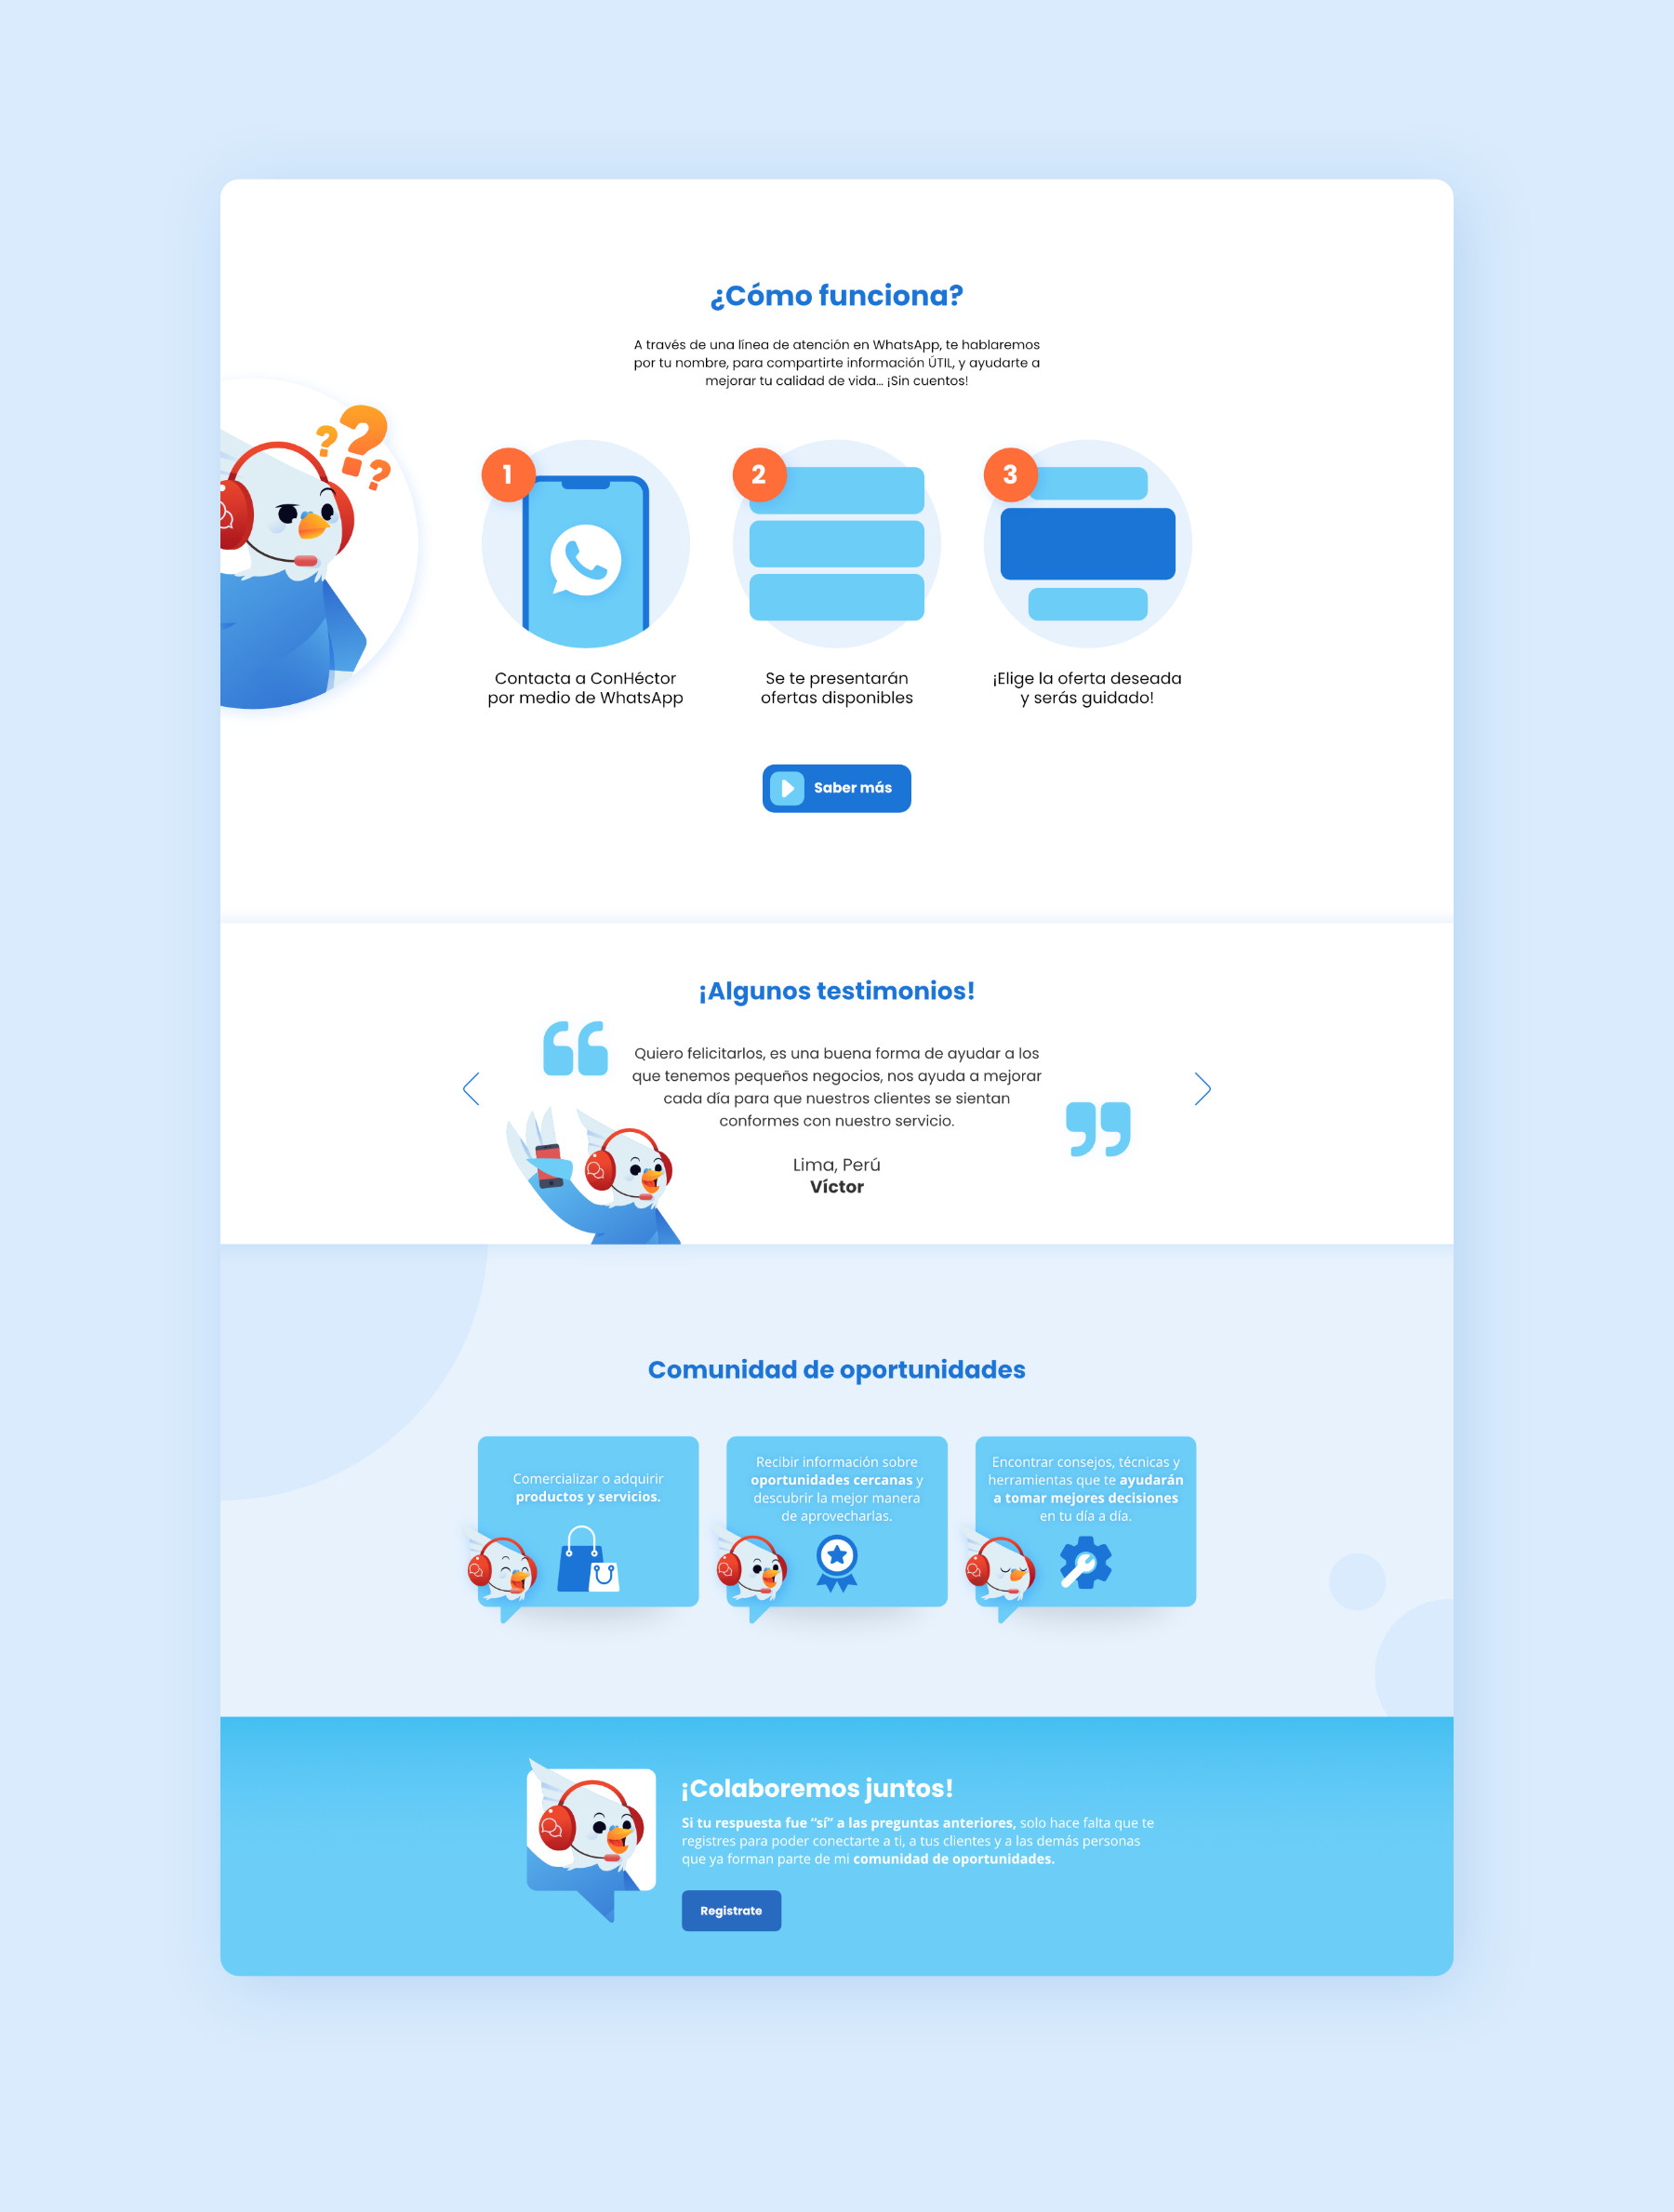 ¿Cómo funciona?
A través de una línea de atención en WhatsApp, te hablaremos
por tu nombre, para compartirte información ÚTIL, y ayudarte a
mejorar tu calidad de vida... ¡Sin cuentos!
? ? ?
1
2
3
Contacta a ConHéctor
por medio de WhatsApp
Se te presentarán
ofertas disponibles
¡Elige la oferta deseada
y serás guiado!
Saber más
¡Algunos testimonios!
Quiero felicitarlos, es una buena forma de ayudar a los
que tenemos pequeños negocios, nos ayuda a mejorar
cada día para que nuestros clientes se sientan
conformes con nuestro servicio.
Lima, Perú
Víctor
Comunidad de oportunidades
Comercializar o adquirir
productos y servicios.
Recibir información sobre
oportunidades cercanas y
descubrir la mejor manera
de aprovecharlas.
Encontrar consejos, técnicas y
herramientas que te ayudarán
a tomar mejores decisiones
en tu día a día.
¡Colaboremos juntos!
Si tu respuesta fue “sí” a las preguntas anteriores, solo hace falta que te
registres para poder conectarte a ti, a tus clientes y a las demás personas
que ya forman parte de mi comunidad de oportunidades.
Registrate